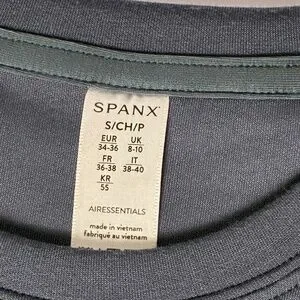 SPANX
S/CH/P
EUR UK
34-36 8-10
FR IT
36-38 38-40
KR
55
AIRESSENTIALS
made in vietnam
fabriqué au vietnam